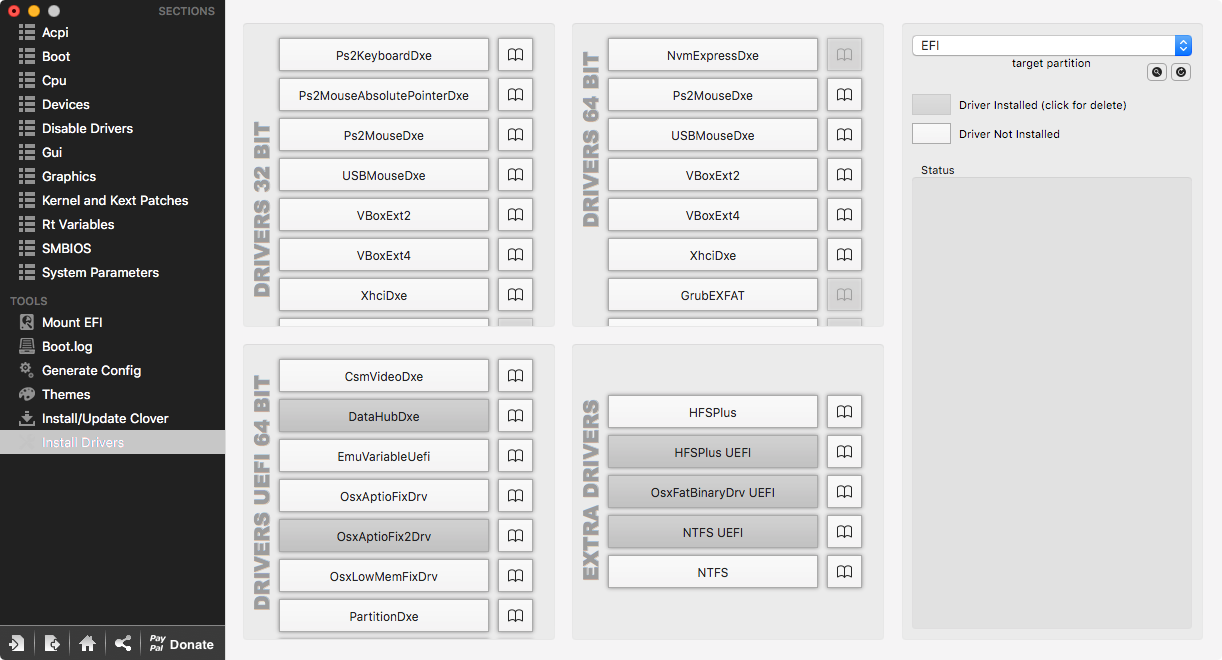 SECTIONS
Acpi
Boot
Cpu
Devices
Disable Drivers
Gui
Graphics
Kernel and Kext Patches
Rt Variables
SMBIOS
System Parameters
TOOLS
Mount EFI
Boot.log
Generate Config
Themes
Install/Update Clover
Install Drivers
Pay
Pal
Donate
DRIVERS 32 BIT
Ps2KeyboardDxe
Ps2MouseAbsolutePointerDxe
Ps2MouseDxe
USBMouseDxe
VBoxExt2
VBoxExt4
XhciDxe
DRIVERS 64 BIT
NvmExpressDxe
Ps2MouseDxe
USBMouseDxe
VBoxExt2
VBoxExt4
XhciDxe
GrubEXFAT
DRIVERS UEFI 64 BIT
CsmVideoDxe
DataHubDxe
EmuVariableUefi
OsxAptioFixDrv
OsxAptioFix2Drv
OsxLowMemFixDrv
PartitionDxe
EXTRA DRIVERS
HFSPlus
HFSPlus UEFI
OsxFatBinaryDrv UEFI
NTFS UEFI
NTFS
EFI
target partition
Driver Installed (click for delete)
Driver Not Installed
Status